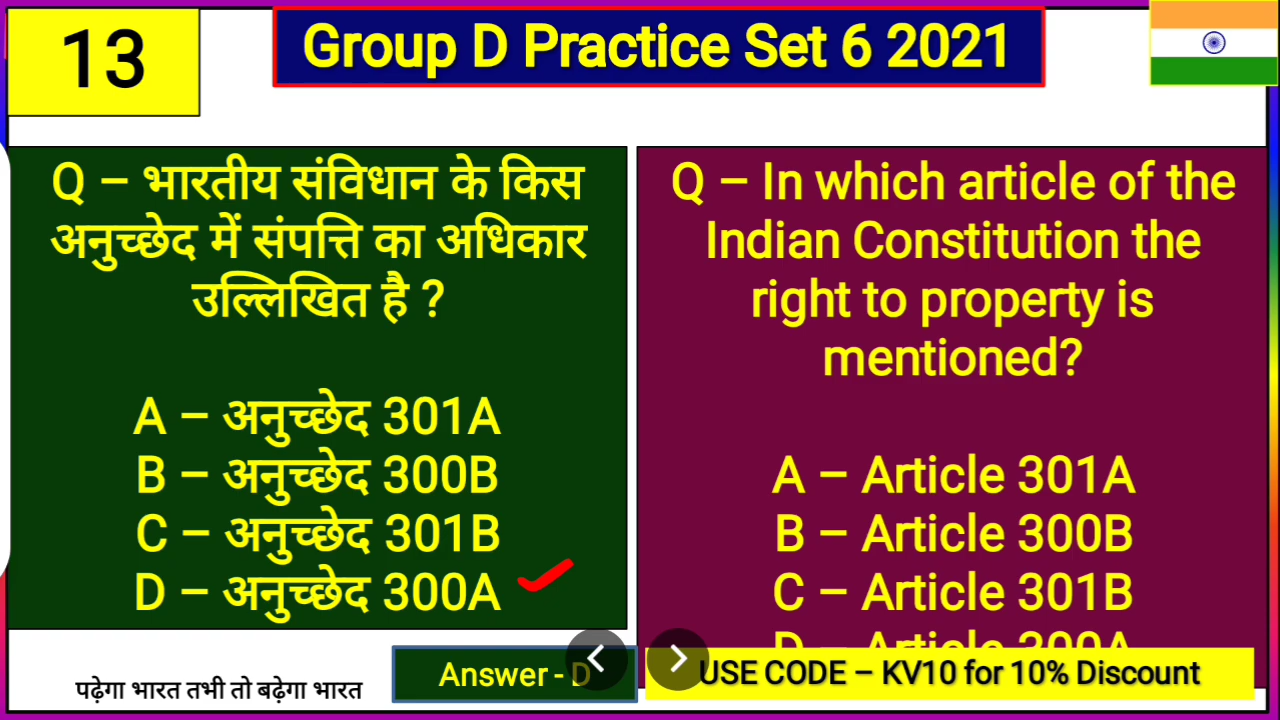 13
Group D Practice Set 6 2021
Q – भारतीय संविधान के किस
अनुच्छेद में संपत्ति का अधिकार
उल्लिखित है ?
A – अनुच्छेद 301A
B – अनुच्छेद 300B
C – अनुच्छेद 301B
D – अनुच्छेद 300A
Q – In which article of the
Indian Constitution the
right to property is
mentioned?
A – Article 301A
B – Article 300B
C – Article 301B
D – Article 300A
पढ़ेगा भारत तभी तो बढ़ेगा भारत
Answer - D
USE CODE – KV10 for 10% Discount